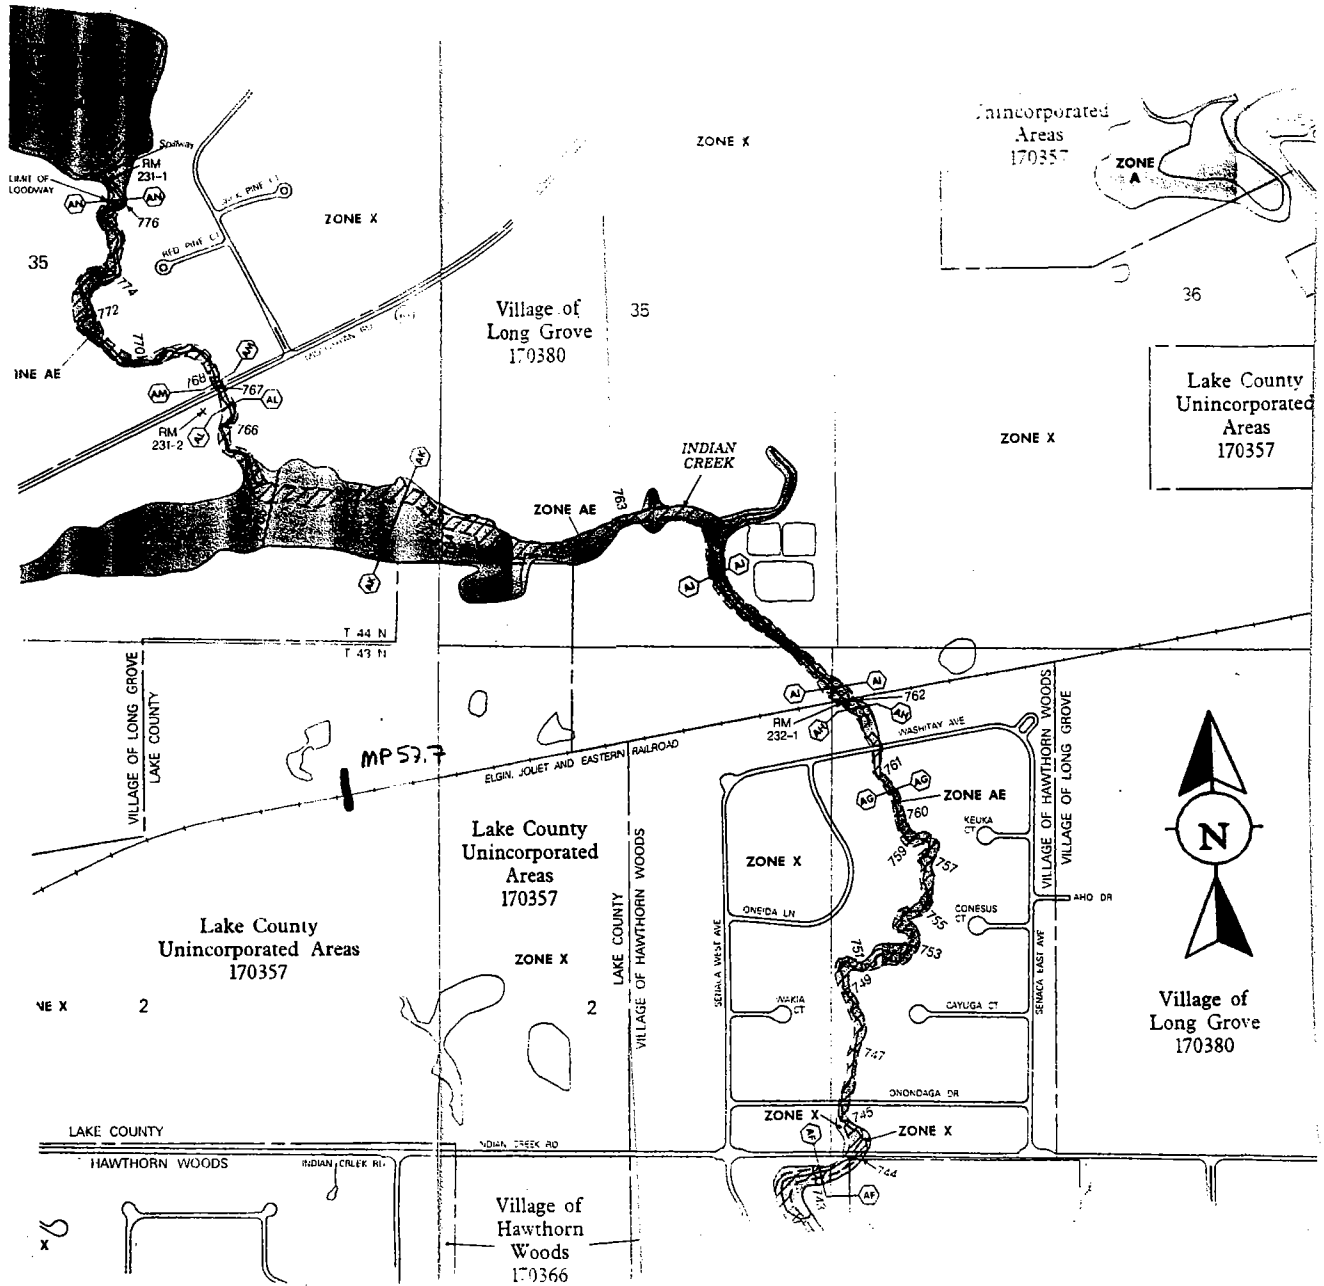 Unincorporated
Areas
170357
ZONE
A
ZONE X
Spillway
RM
231-1
LIMIT OF
LOODWAY
AN
AN
776
ZONE X
RED PINE CT
35
774
772
770
INE AE
768
767
AM
AM
AL
AL
RM
231-2
766
Village of
Long Grove
170380
35
36
Lake County
Unincorporated
Areas
170357
ZONE X
INDIAN
CREEK
AK
AK
763
ZONE AE
AJ
AJ
T 44 N
T 43 N
VILLAGE OF LONG GROVE
LAKE COUNTY
AI
AI
762
RM
232-1
AH
AH
WASHITAY AVE
MP 57.7
ELGIN, JOLIET AND EASTERN RAILROAD
761
AG
AG
ZONE AE
760
KEUKA
CT
VILLAGE OF HAWTHORN WOODS
VILLAGE OF LONG GROVE
759
757
ZONE X
Lake County
Unincorporated
Areas
170357
LAKE COUNTY
VILLAGE OF HAWTHORN WOODS
N
AHO DR
ONEIDA LN
755
CONESUS
CT
753
751
749
SENACA WEST AVE
SENACA EAST AVE
Lake County
Unincorporated Areas
170357
ZONE X
NE X
2
2
CT
CAYUGA CT
747
Village of
Long Grove
170380
ONONDAGA DR
745
ZONE X
ZONE X
AF
744
743
AF
LAKE COUNTY
INDIAN CREEK RD
HAWTHORN WOODS
INDIAN CREEK RD
Village of
Hawthorn
Woods
170366
X